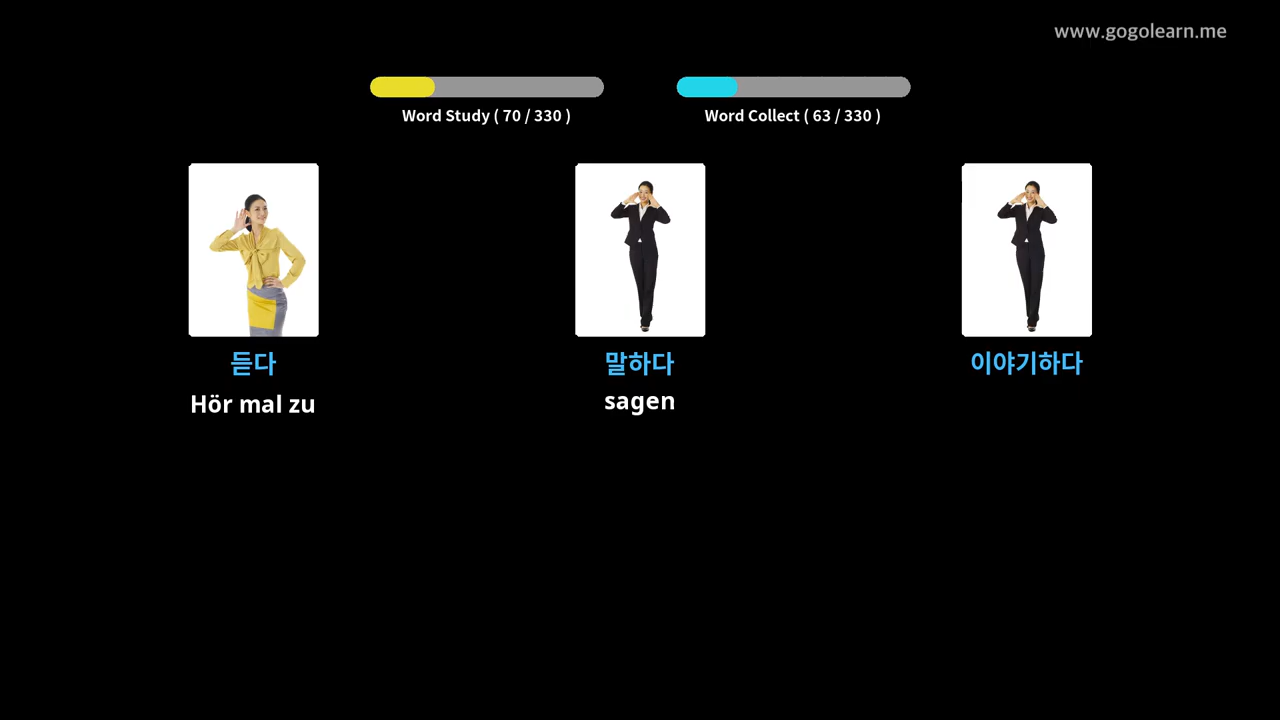 www.gogolearn.me
Word Study ( 70 / 330 )
Word Collect ( 63 / 330 )
듣다
말하다
이야기하다
Hör mal zu
sagen